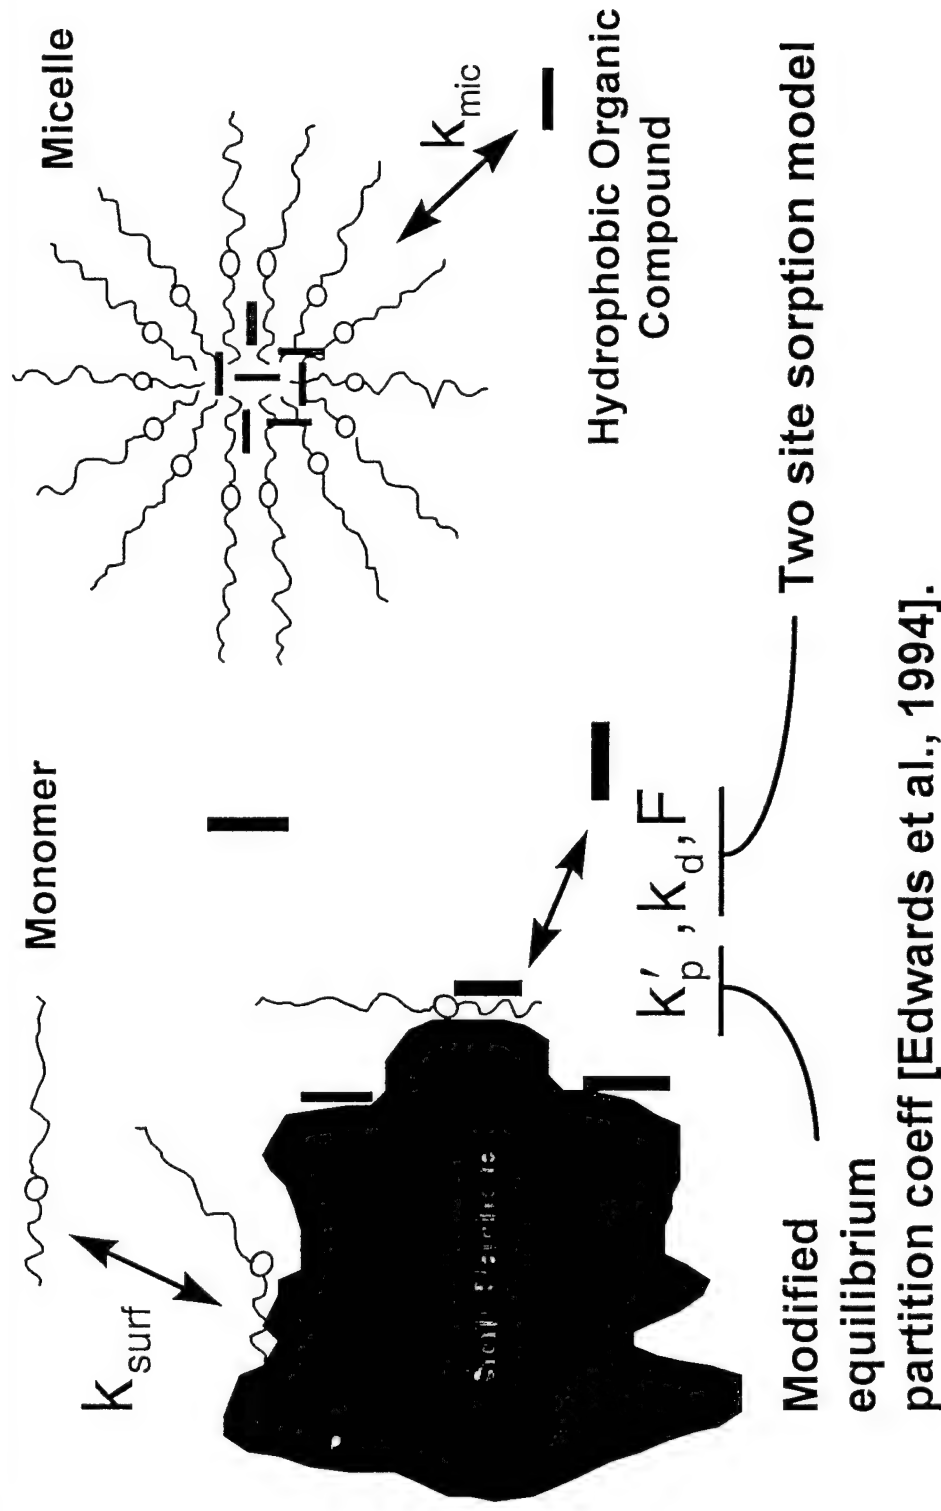 Micelle
Monomer
k_surf
k_mic
Hydrophobic Organic
Compound
k′_p, k_d, F
Two site sorption model
Modified
equilibrium
partition coeff [Edwards et al., 1994].